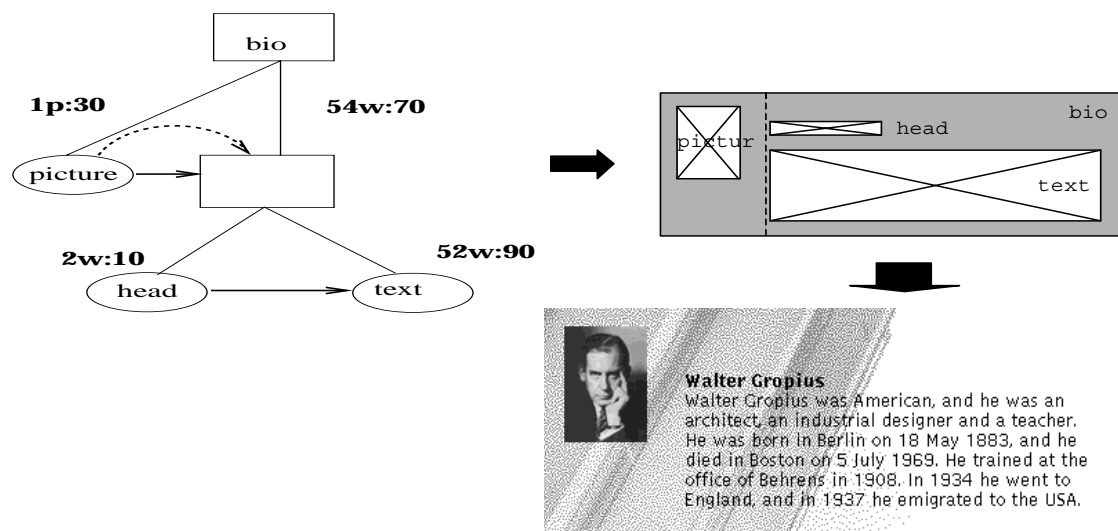 bio
1p:30
54w:70
picture
2w:10
52w:90
head
text
bio
head
pictur
text
Walter Gropius
Walter Gropius was American, and he was an
architect, an industrial designer and a teacher.
He was born in Berlin on 18 May 1883, and he
died in Boston on 5 July 1969. He trained at the
office of Behrens in 1908. In 1934 he went to
England, and in 1937 he emigrated to the USA.